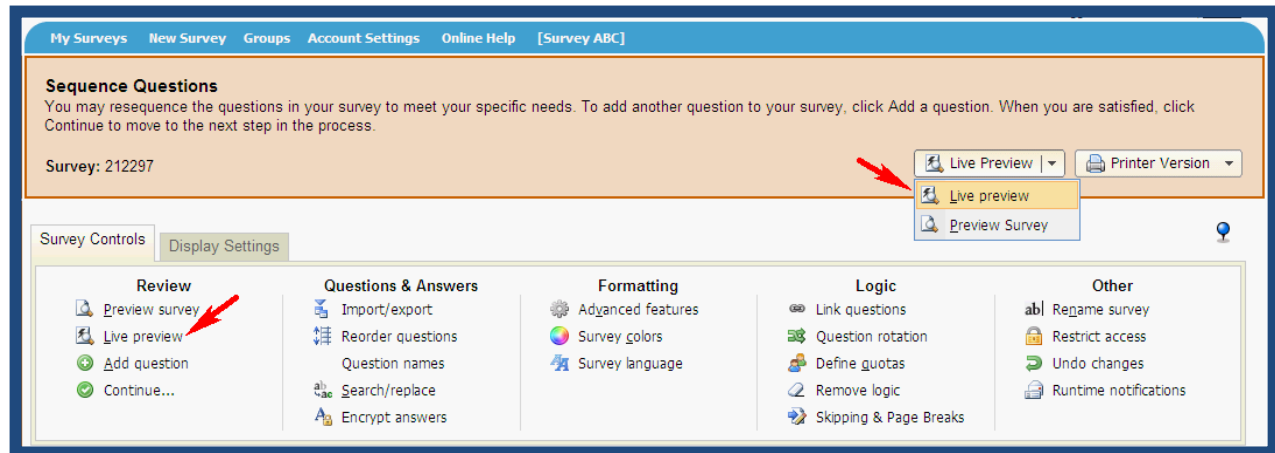 My Surveys New Survey Groups Account Settings Online Help [Survey ABC]
Sequence Questions
You may resequence the questions in your survey to meet your specific needs. To add another question to your survey, click Add a question. When you are satisfied, click
Continue to move to the next step in the process.
Survey: 212297
Live Preview
Printer Version
Live preview
Preview Survey
Survey Controls
Display Settings
Review
Preview survey
Live preview
Add question
Continue...
Questions & Answers
Import/export
Reorder questions
Question names
Search/replace
Encrypt answers
Formatting
Advanced features
Survey colors
Survey language
Logic
Link questions
Question rotation
Define quotas
Remove logic
Skipping & Page Breaks
Other
Rename survey
Restrict access
Undo changes
Runtime notifications